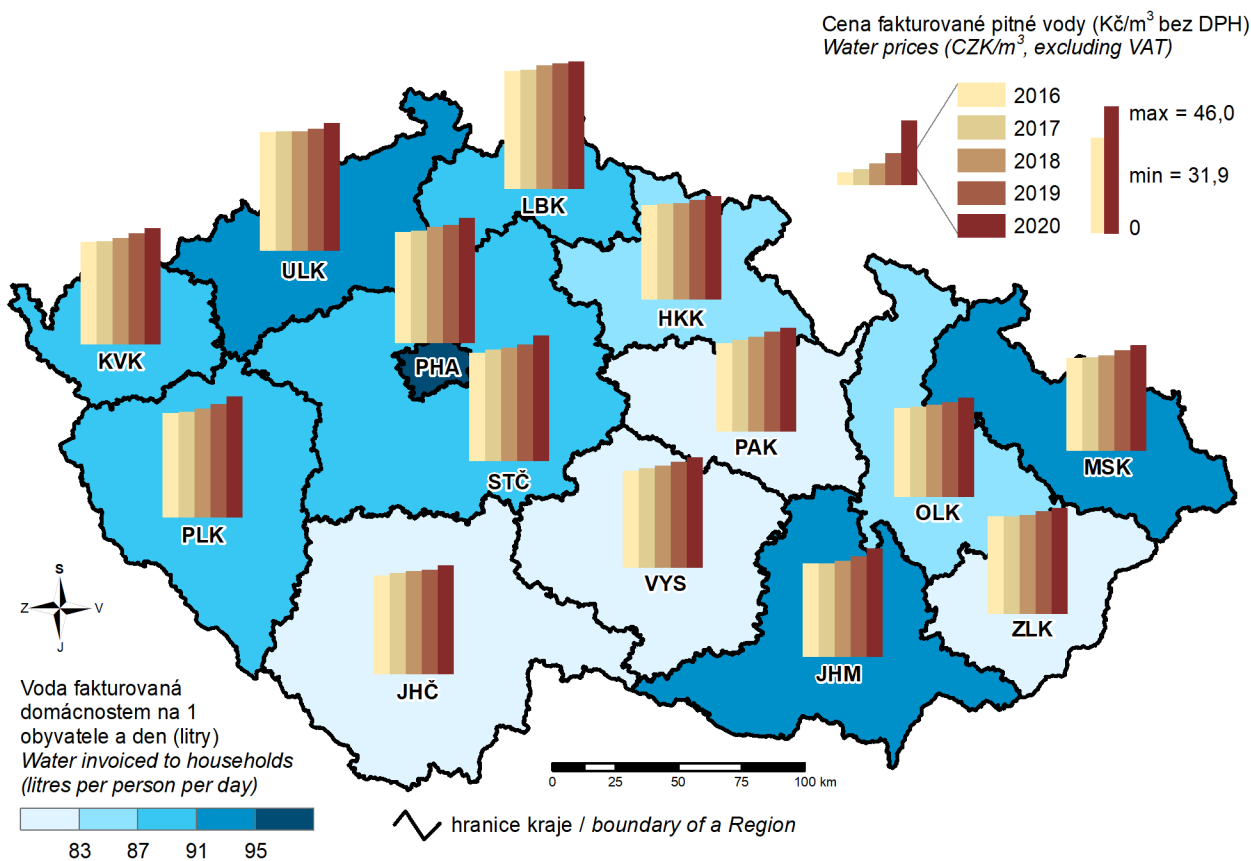 Cena fakturované pitné vody (Kč/m³ bez DPH)
Water prices (CZK/m³, excluding VAT)
2016
2017
2018
2019
2020
max = 46,0
min = 31,9
0
LBK
ULK
HKK
KVK
PHA
PAK
MSK
STČ
OLK
PLK
VYS
ZLK
JHM
JHČ
S
Z
V
J
Voda fakturovaná
domácnostem na 1
obyvatele a den (litry)
Water invoiced to households
(litres per person per day)
83 87 91 95
0 25 50 75 100 km
hranice kraje / boundary of a Region